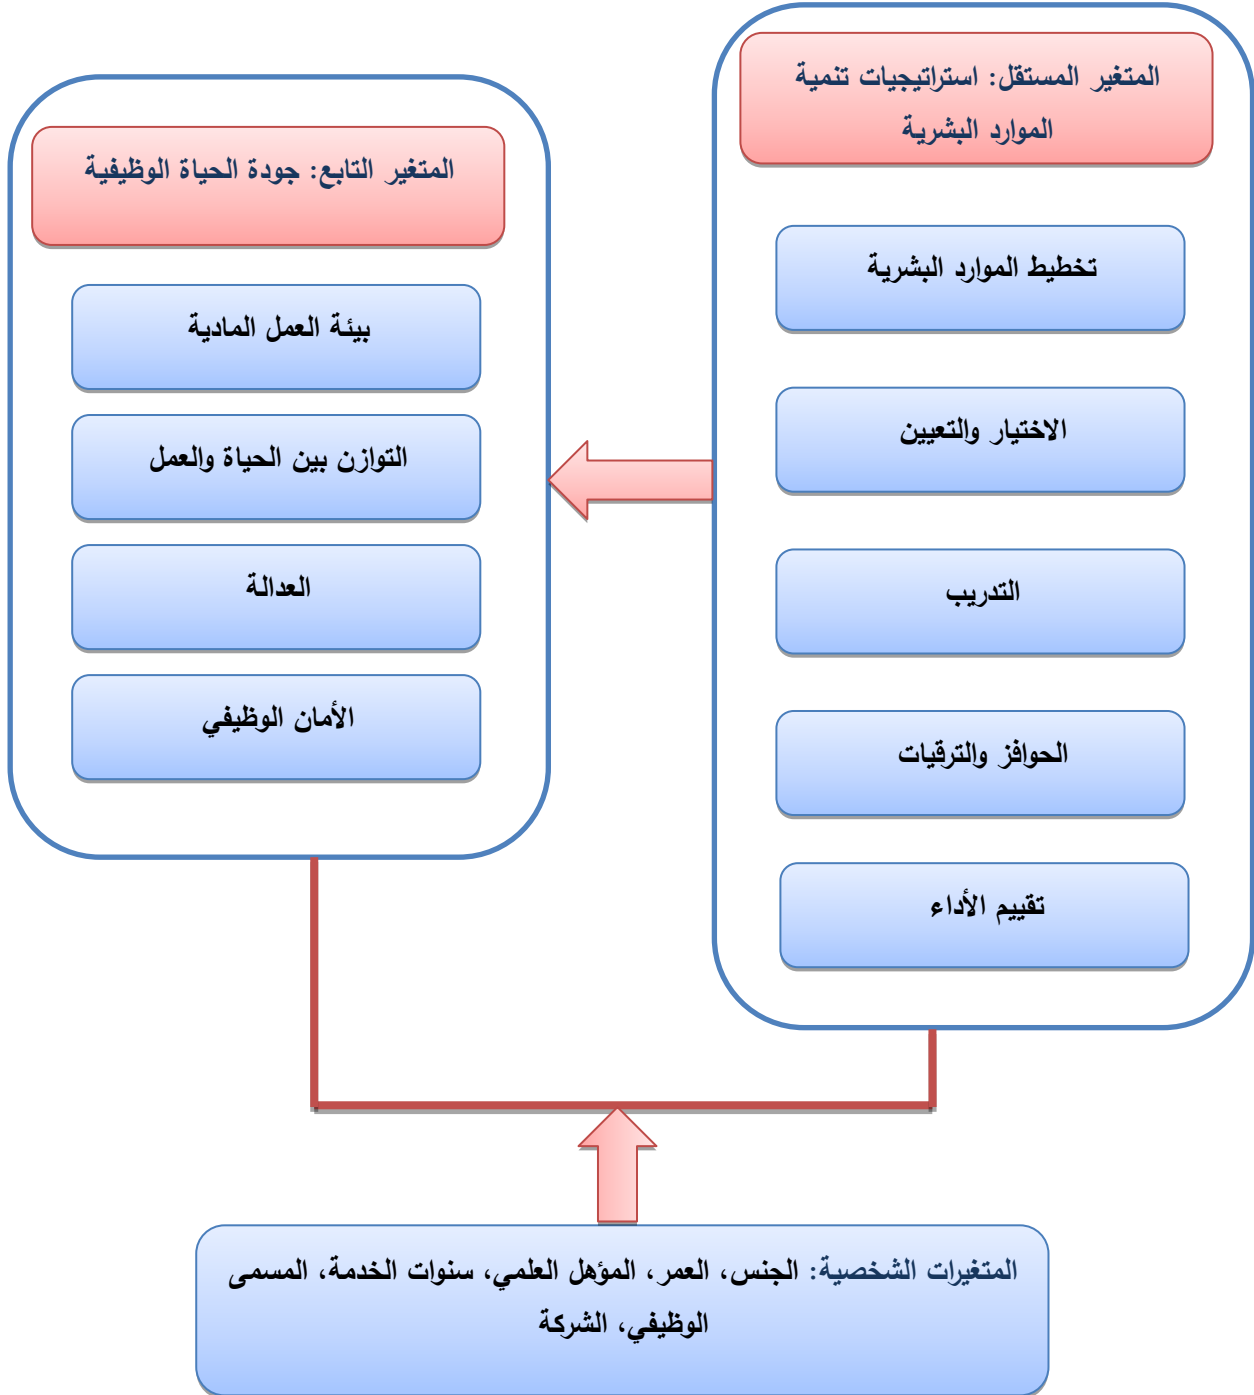 المتغير المستقل: استراتيجيات تنمية
الموارد البشرية
تخطيط الموارد البشرية
الاختيار والتعيين
التدريب
الحوافز والترقيات
تقييم الأداء
المتغير التابع: جودة الحياة الوظيفية
بيئة العمل المادية
التوازن بين الحياة والعمل
العدالة
الأمان الوظيفي
المتغيرات الشخصية: الجنس، العمر، المؤهل العلمي، سنوات الخدمة، المسمى
الوظيفي، الشركة